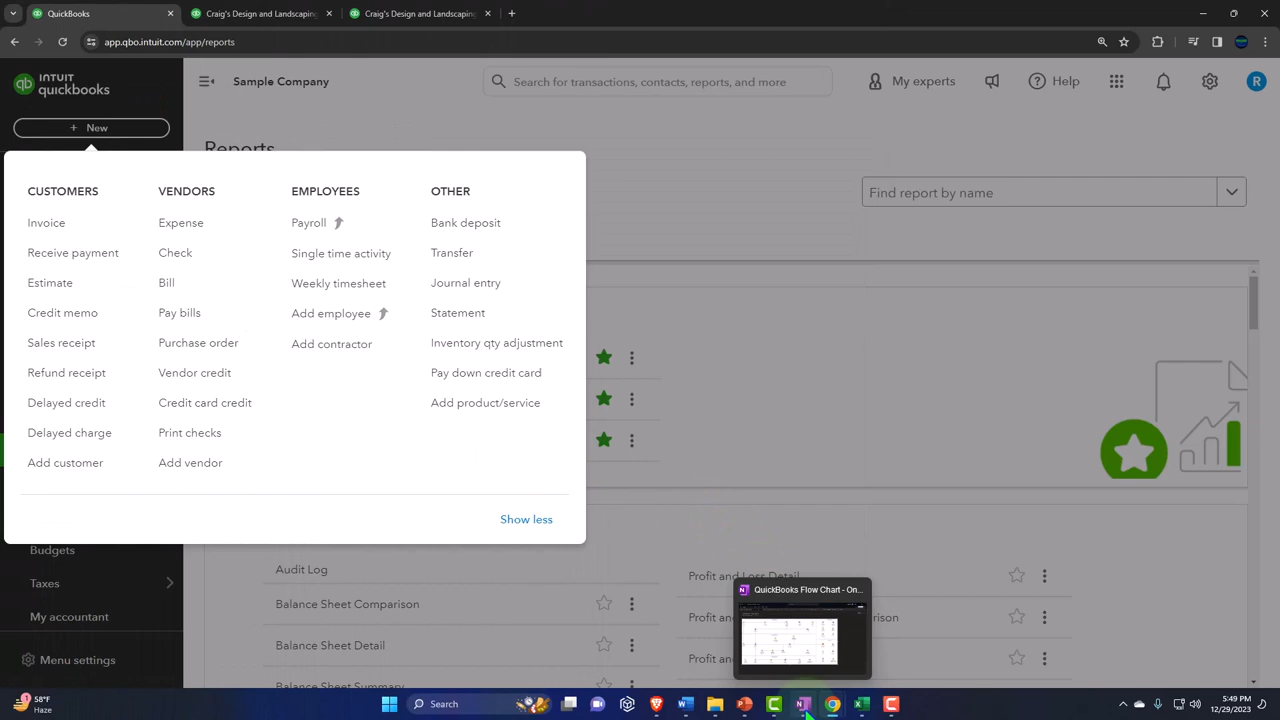 QuickBooks
Craig's Design and Landscaping
Craig's Design and Landscaping
app.qbo.intuit.com/app/reports
INTUIT
quickbooks
Sample Company
Search for transactions, contacts, reports, and more
My experts
Help
R
+ New
Reports
Find report by name
CUSTOMERS
Invoice
Receive payment
Estimate
Credit memo
Sales receipt
Refund receipt
Delayed credit
Delayed charge
Add customer
VENDORS
Expense
Check
Bill
Pay bills
Purchase order
Vendor credit
Credit card credit
Print checks
Add vendor
EMPLOYEES
Payroll
Single time activity
Weekly timesheet
Add employee
Add contractor
OTHER
Bank deposit
Transfer
Journal entry
Statement
Inventory qty adjustment
Pay down credit card
Add product/service
Show less
Budgets
Taxes
My accountant
Menu settings
Audit Log
Balance Sheet Comparison
Balance Sheet Detail
Balance Sheet Summary
Profit and Loss Detail
QuickBooks Flow Chart - On...
58°F
Haze
Search
5:49 PM
12/29/2023